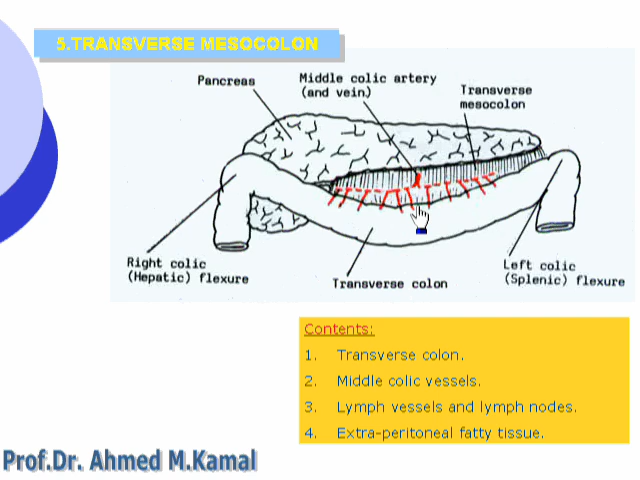 5.TRANSVERSE MESOCOLON
Pancreas
Middle colic artery
(and vein)
Transverse
mesocolon
Right colic
(Hepatic) flexure
Transverse colon
Left colic
(Splenic) flexure
Contents:
1. Transverse colon.
2. Middle colic vessels.
3. Lymph vessels and lymph nodes.
4. Extra-peritoneal fatty tissue.
Prof.Dr. Ahmed M.Kamal